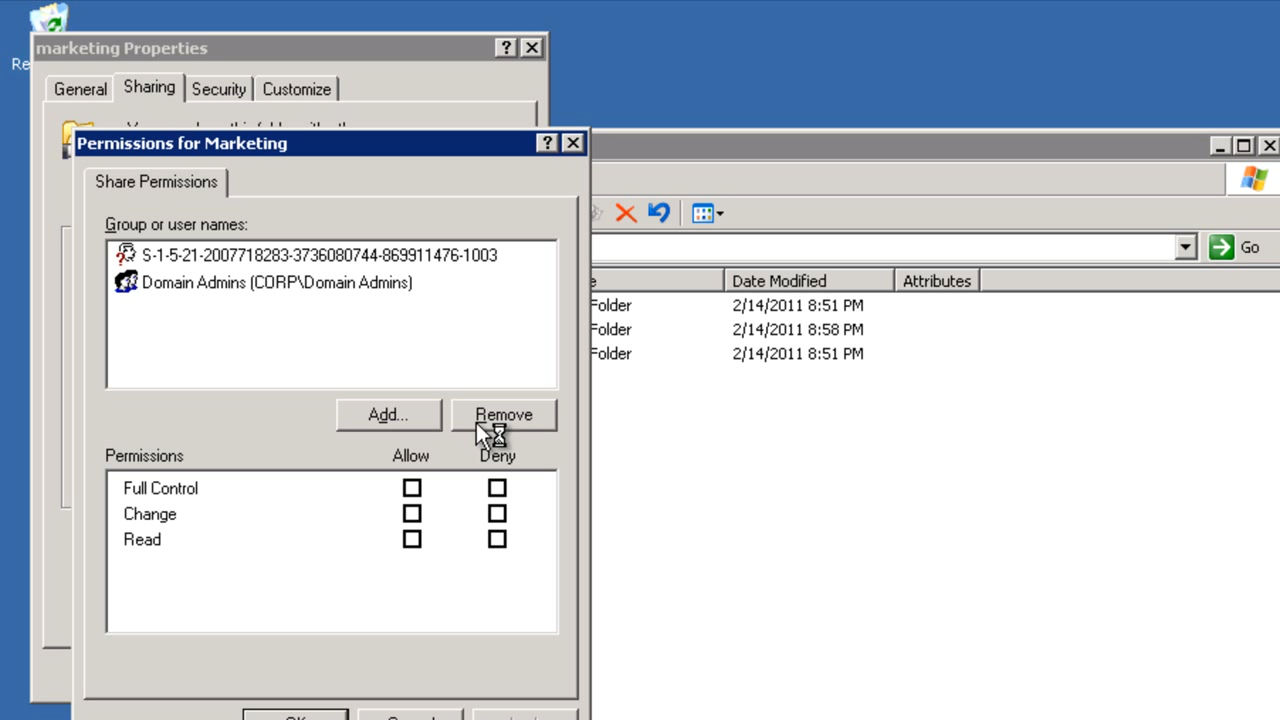 Re
marketing Properties
General
Sharing
Security
Customize
Permissions for Marketing
Share Permissions
Group or user names:
S-1-5-21-2007718283-3736080744-869911476-1003
Domain Admins (CORP\Domain Admins)
Add...
Remove
Permissions
Allow
Deny
Full Control
Change
Read
Go
e
Date Modified
Attributes
Folder
2/14/2011 8:51 PM
Folder
2/14/2011 8:58 PM
Folder
2/14/2011 8:51 PM